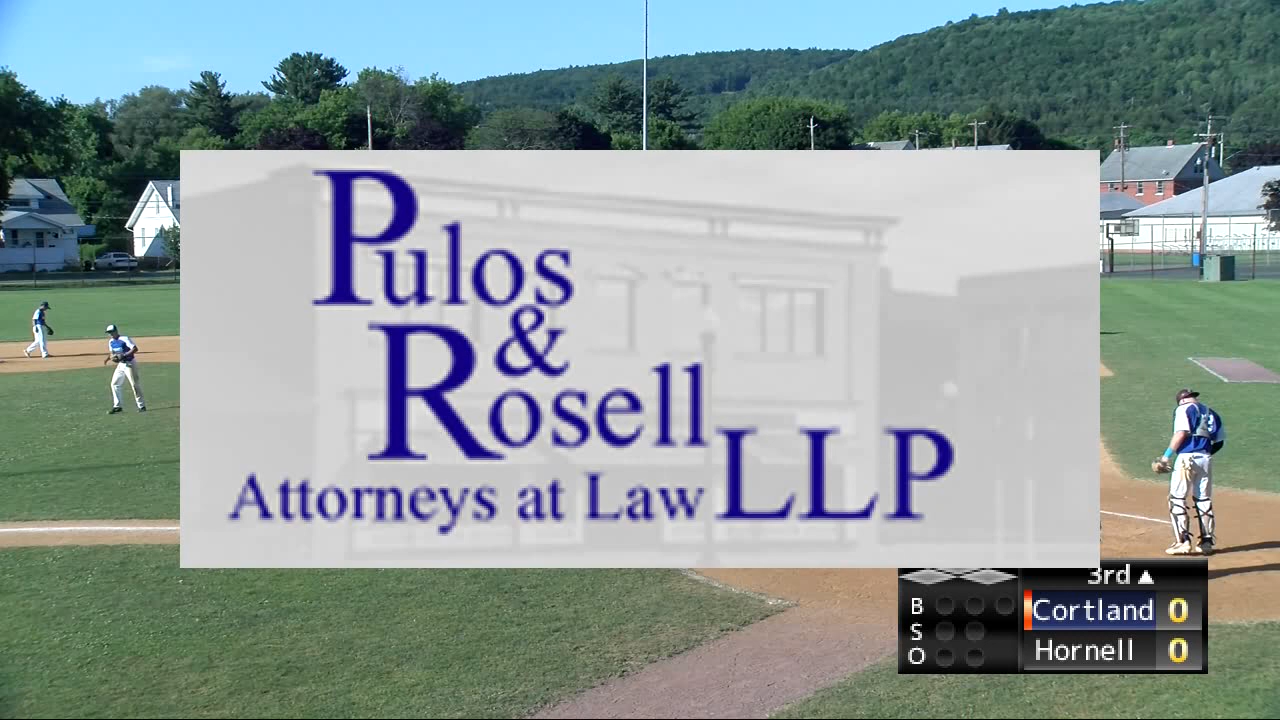 Pulos
&
Rosell
Attorneys at Law LLP
3rd ▲
B
Cortland 0
S
Hornell 0
O